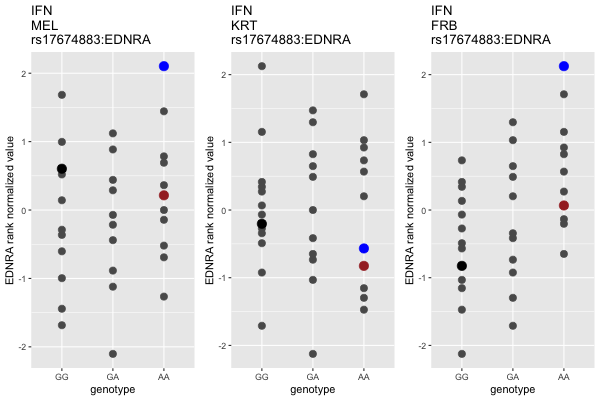 IFN
MEL
rs17674883:EDNRA
EDNRA rank normalized value
2
1
0
-1
-2
GG
GA
AA
genotype
IFN
KRT
rs17674883:EDNRA
EDNRA rank normalized value
2
1
0
-1
-2
GG
GA
AA
genotype
IFN
FRB
rs17674883:EDNRA
EDNRA rank normalized value
2
1
0
-1
-2
GG
GA
AA
genotype